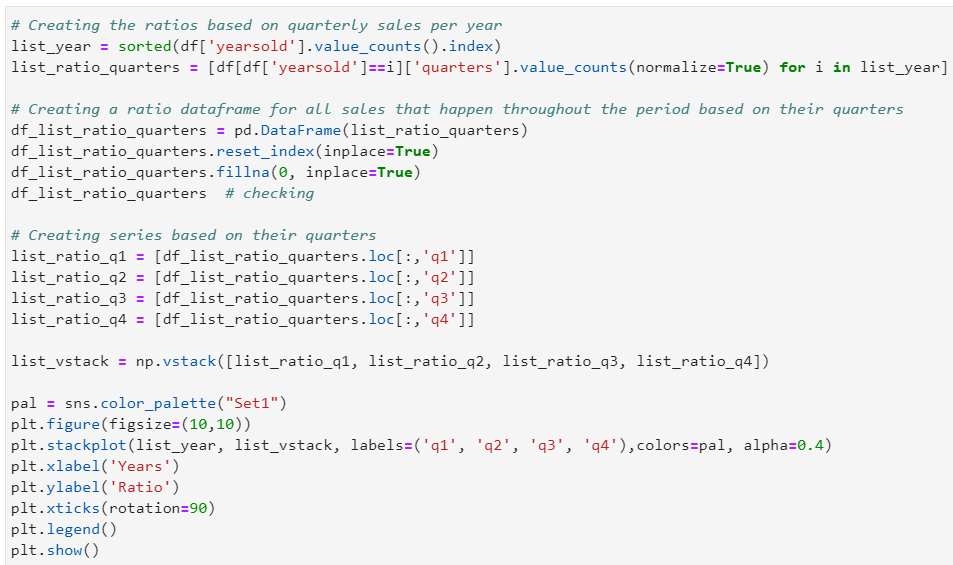 # Creating the ratios based on quarterly sales per year
list_year = sorted(df['yearsold'].value_counts().index)
list_ratio_quarters = [df[df['yearsold']==i]['quarters'].value_counts(normalize=True) for i in list_year]
# Creating a ratio dataframe for all sales that happen throughout the period based on their quarters
df_list_ratio_quarters = pd.DataFrame(list_ratio_quarters)
df_list_ratio_quarters.reset_index(inplace=True)
df_list_ratio_quarters.fillna(0, inplace=True)
df_list_ratio_quarters  # checking
# Creating series based on their quarters
list_ratio_q1 = [df_list_ratio_quarters.loc[:,'q1']]
list_ratio_q2 = [df_list_ratio_quarters.loc[:,'q2']]
list_ratio_q3 = [df_list_ratio_quarters.loc[:,'q3']]
list_ratio_q4 = [df_list_ratio_quarters.loc[:,'q4']]
list_vstack = np.vstack([list_ratio_q1, list_ratio_q2, list_ratio_q3, list_ratio_q4])
pal = sns.color_palette("Set1")
plt.figure(figsize=(10,10))
plt.stackplot(list_year, list_vstack, labels=('q1', 'q2', 'q3', 'q4'),colors=pal, alpha=0.4)
plt.xlabel('Years')
plt.ylabel('Ratio')
plt.xticks(rotation=90)
plt.legend()
plt.show()